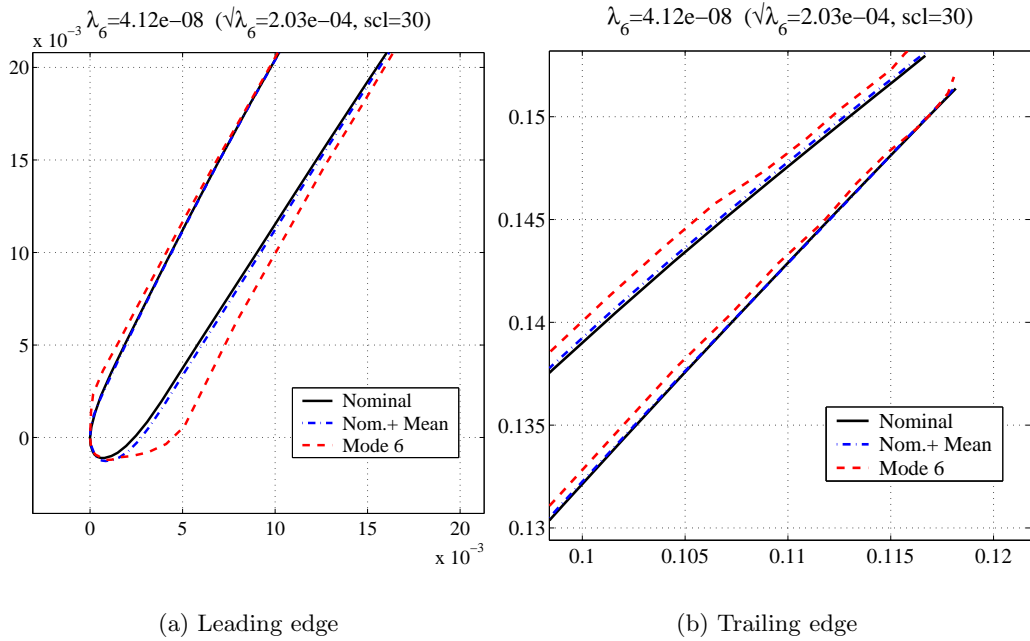 λ₆=4.12e−08 (√λ₆=2.03e−04, scl=30)
x 10⁻³
20
15
10
5
0
0
5
10
15
20
x 10⁻³
Nominal
Nom.+ Mean
Mode 6
(a) Leading edge
λ₆=4.12e−08 (√λ₆=2.03e−04, scl=30)
0.15
0.145
0.14
0.135
0.13
0.1
0.105
0.11
0.115
0.12
Nominal
Nom.+ Mean
Mode 6
(b) Trailing edge